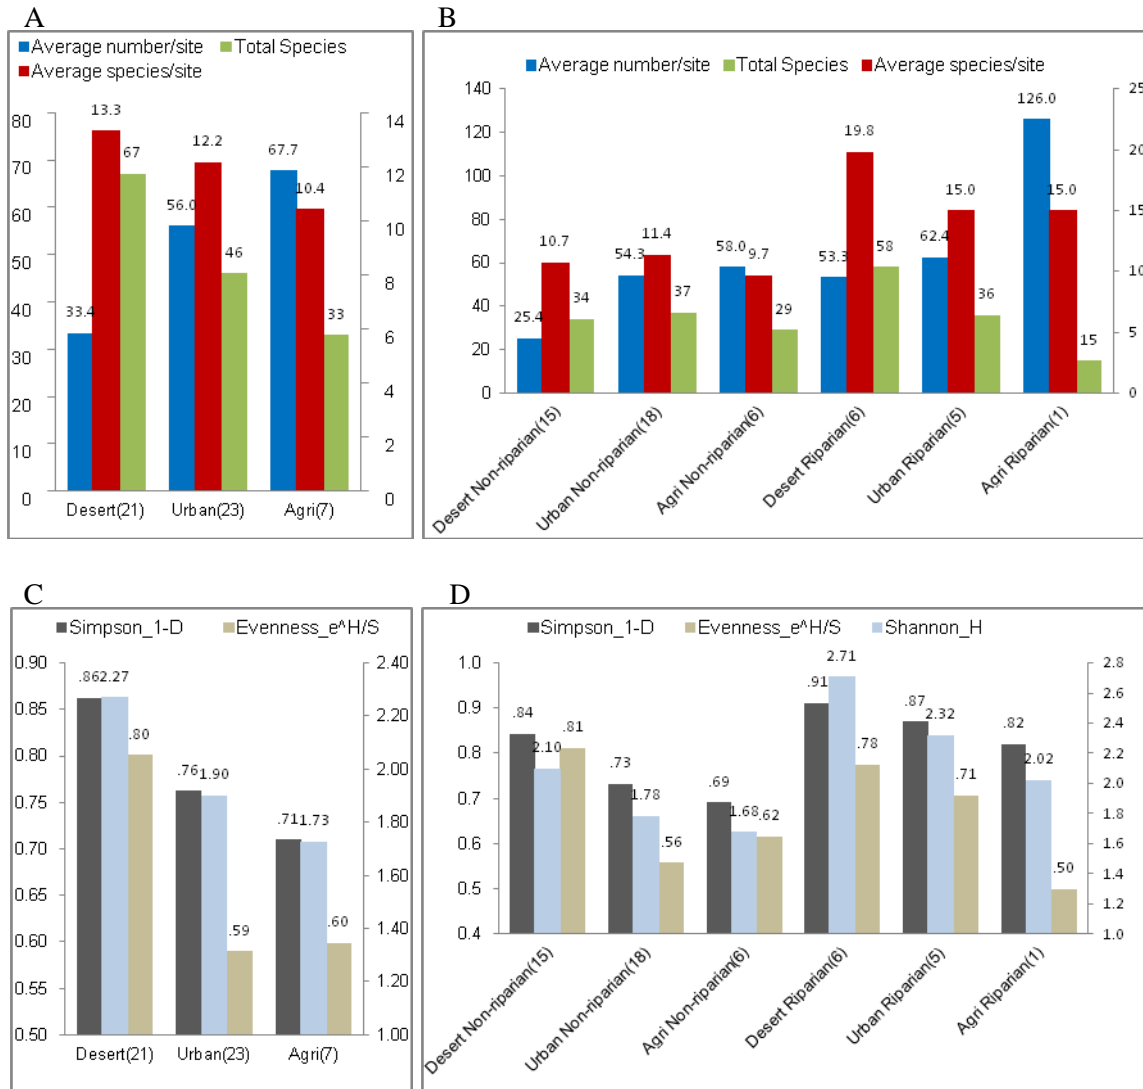 A
Average number/site Total Species
Average species/site
80
70
60
50
40
30
20
10
0
14
12
10
8
6
4
2
0
33.4 13.3 67
56.0 12.2 46
67.7 10.4 33
Desert(21) Urban(23) Agri(7)
B
Average number/site Total Species Average species/site
140
120
100
80
60
40
20
0
25
20
15
10
5
0
25.4 10.7 34
54.3 11.4 37
58.0 9.7 29
53.3 19.8 58
62.4 15.0 36
126.0 15.0 15
Desert Non-riparian(15)
Urban Non-riparian(18)
Agri Non-riparian(6)
Desert Riparian(6)
Urban Riparian(5)
Agri Riparian(1)
C
Simpson_1-D Evenness_e^H/S
0.90
0.85
0.80
0.75
0.70
0.65
0.60
0.55
0.50
2.40
2.20
2.00
1.80
1.60
1.40
1.20
1.00
.86 2.27 .80
.76 1.90 .59
.71 1.73 .60
Desert(21) Urban(23) Agri(7)
D
Simpson_1-D Evenness_e^H/S Shannon_H
1.0
0.9
0.8
0.7
0.6
0.5
0.4
2.8
2.6
2.4
2.2
2.0
1.8
1.6
1.4
1.2
1.0
.84 2.10 .81
.73 1.78 .56
.69 1.68 .62
.91 2.71 .78
.87 2.32 .71
.82 2.02 .50
Desert Non-riparian(15)
Urban Non-riparian(18)
Agri Non-riparian(6)
Desert Riparian(6)
Urban Riparian(5)
Agri Riparian(1)